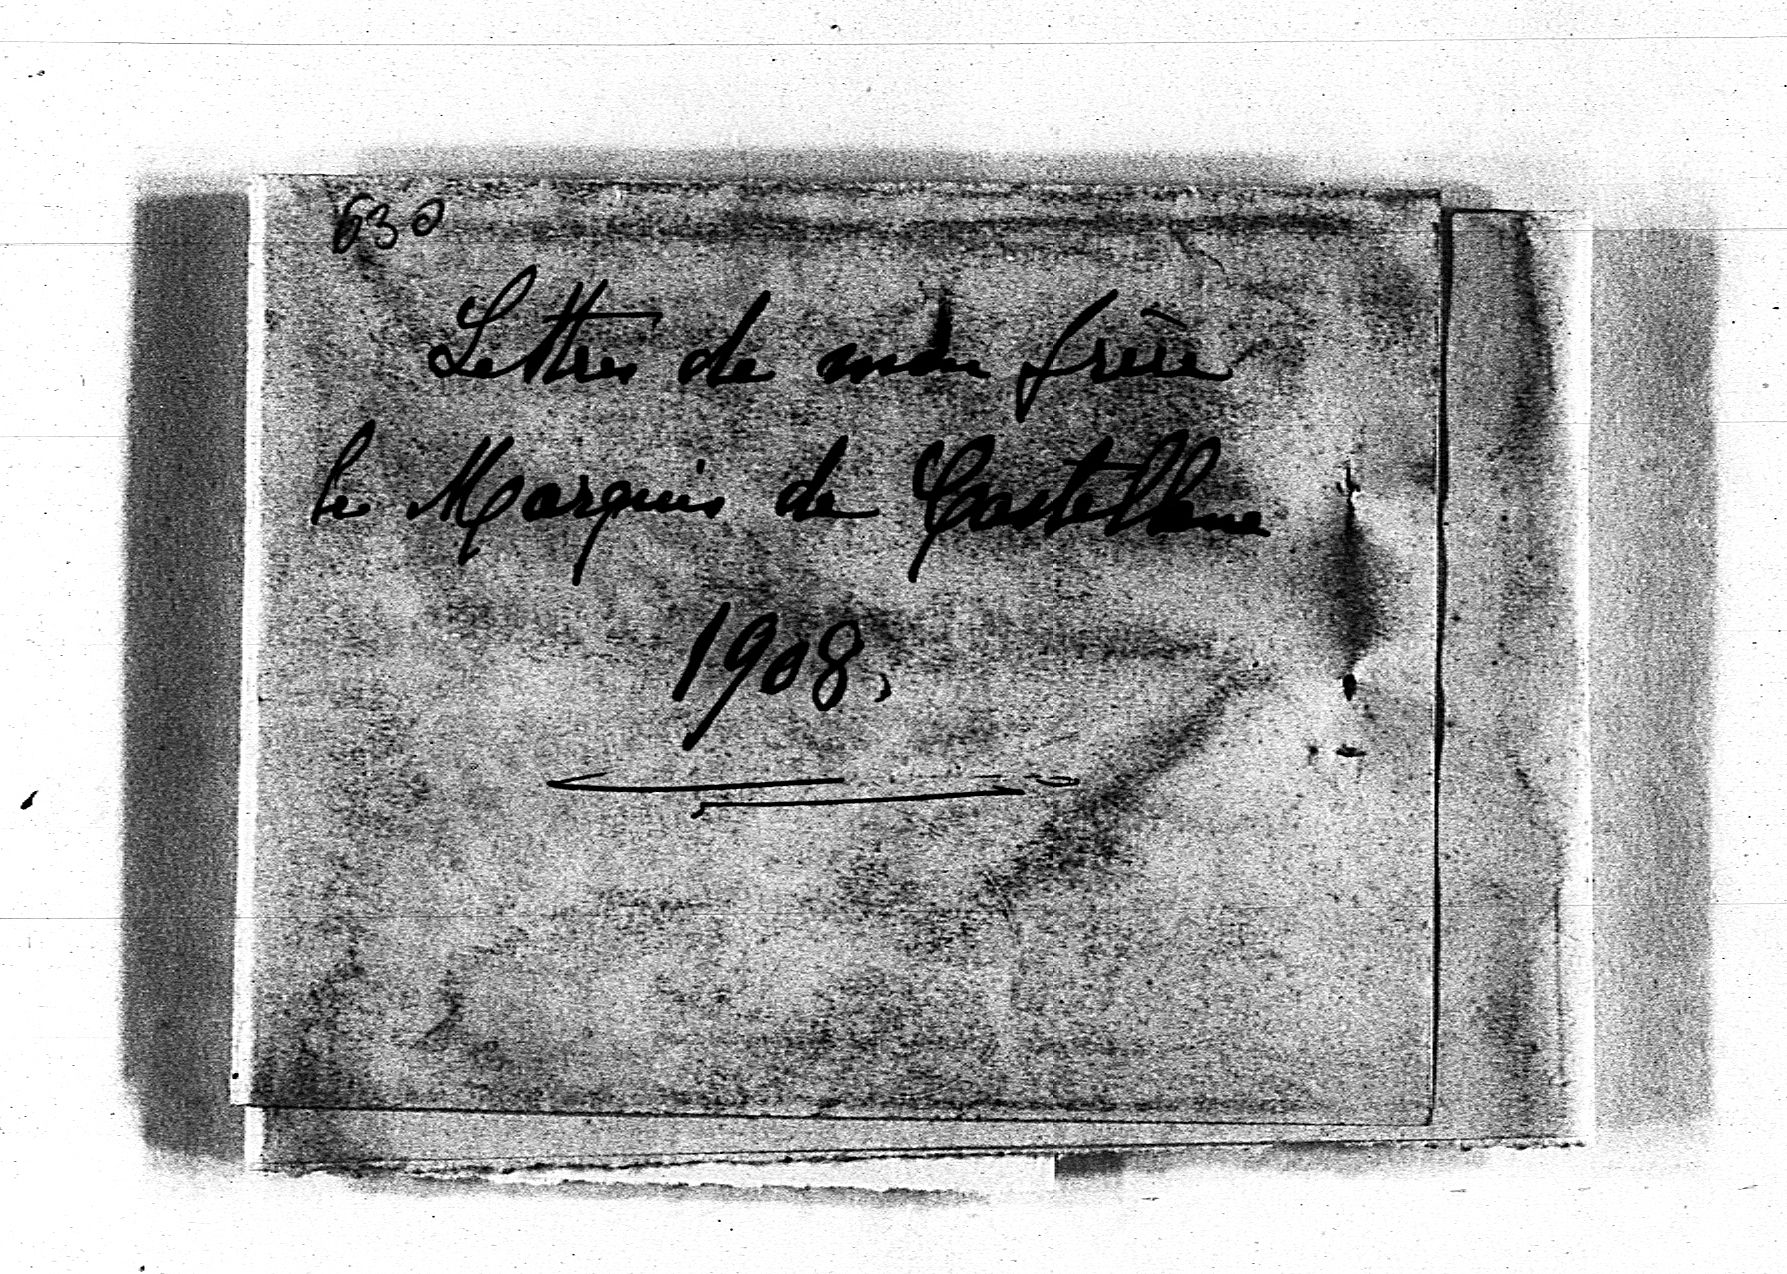 630
Lettres de mon frère
le Marquis de Castellane
1908.